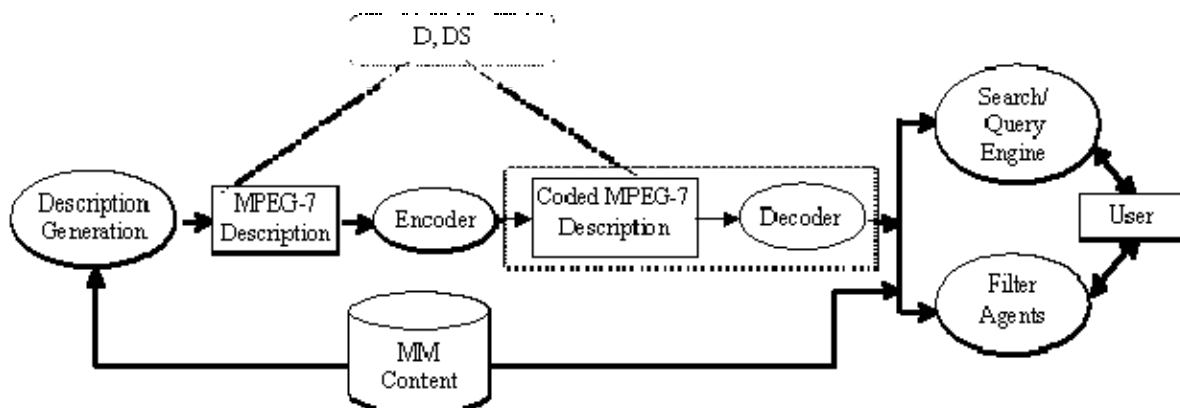 D, DS
Search/
Query
Engine
Description
Generation
MPEG-7
Description
Encoder
Coded MPEG-7
Description
Decoder
User
Filter
Agents
MM
Content